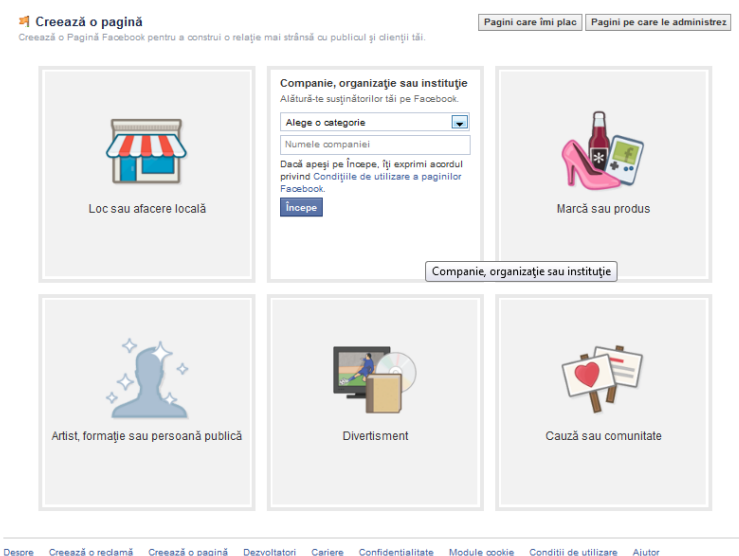 Creează o pagină
Pagini care îmi plac
Pagini pe care le administrez
Creează o Pagină Facebook pentru a construi o relaţie mai strânsă cu publicul şi clienţii tăi.
Loc sau afacere locală
Companie, organizaţie sau instituţie
Alătură-te susţinătorilor tăi pe Facebook.
Alege o categorie
Numele companiei
Dacă apeşi pe Începe, îţi exprimi acordul
privind Condiţiile de utilizare a paginilor
Facebook.
Începe
Marcă sau produs
Companie, organizaţie sau instituţie
Artist, formaţie sau persoană publică
Divertisment
Cauză sau comunitate
Despre Creează o reclamă Creează o pagină Dezvoltatori Cariere Confidenţialitate Module cookie Condiţii de utilizare Ajutor